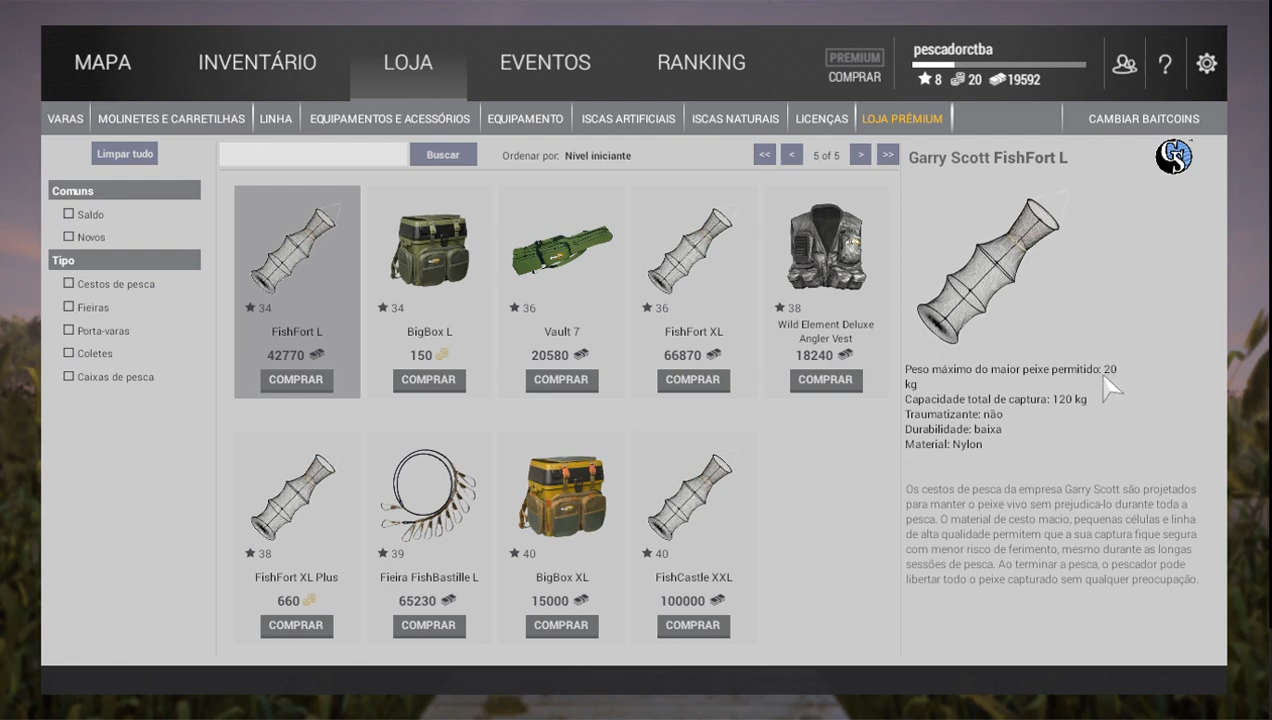 MAPA INVENTÁRIO LOJA EVENTOS RANKING
PREMIUM
COMPRAR
pescadorctba
8 20 19592
?
VARAS MOLINETES E CARRETILHAS LINHA EQUIPAMENTOS E ACESSÓRIOS EQUIPAMENTO ISCAS ARTIFICIAIS ISCAS NATURAIS LICENÇAS LOJA PRÊMIUM CAMBIAR BAITCOINS
Limpar tudo
Comuns
Saldo
Novos
Tipo
Cestos de pesca
Fieiras
Porta-varas
Coletes
Caixas de pesca
Buscar Ordenar por: Nível iniciante << < 5 of 5 > >>
34 34 36 36 38
FishFort L BigBox L Vault 7 FishFort XL Wild Element Deluxe
Angler Vest
42770 150 20580 66870 18240
COMPRAR COMPRAR COMPRAR COMPRAR COMPRAR
38 39 40 40
FishFort XL Plus Fieira FishBastille L BigBox XL FishCastle XXL
660 65230 15000 100000
COMPRAR COMPRAR COMPRAR COMPRAR
Garry Scott FishFort L
GS
Peso máximo do maior peixe permitido: 20
kg
Capacidade total de captura: 120 kg
Traumatizante: não
Durabilidade: baixa
Material: Nylon
Os cestos de pesca da empresa Garry Scott são projetados
para manter o peixe vivo sem prejudica-lo durante toda a
pesca. O material de cesto macio, pequenas células e linha
de alta qualidade permitem que a sua captura fique segura
com menor risco de ferimento, mesmo durante as longas
sessões de pesca. Ao terminar a pesca, o pescador pode
libertar todo o peixe capturado sem qualquer preocupação.